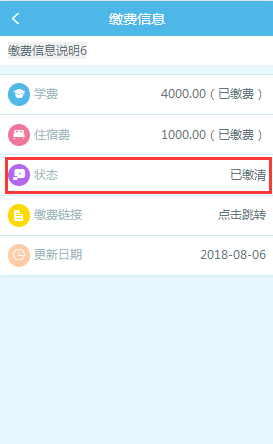 缴费信息
缴费信息说明6
学费 4000.00（已缴费）
住宿费 1000.00（已缴费）
状态 已缴清
缴费链接 点击跳转
更新日期 2018-08-06